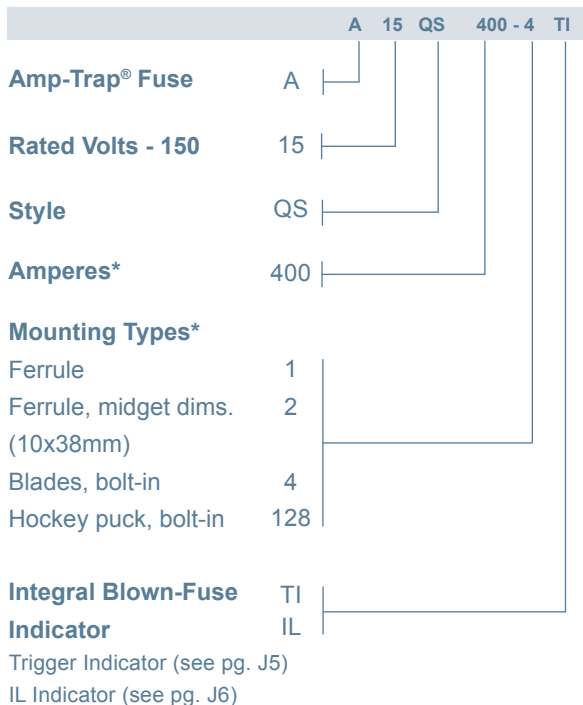 A 15 QS 400 - 4 TI
Amp-Trap® Fuse A
Rated Volts - 150 15
Style QS
Amperes* 400
Mounting Types*
Ferrule 1
Ferrule, midget dims. 2
(10x38mm)
Blades, bolt-in 4
Hockey puck, bolt-in 128
Integral Blown-Fuse TI
Indicator IL
Trigger Indicator (see pg. J5)
IL Indicator (see pg. J6)